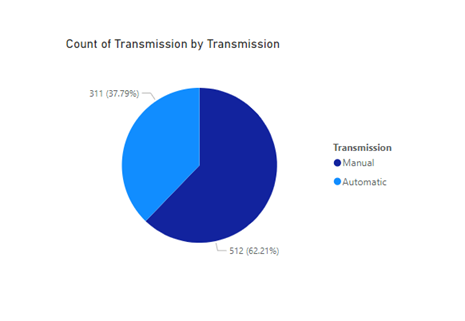 Count of Transmission by Transmission
311 (37.79%)
Transmission
Manual
Automatic
512 (62.21%)